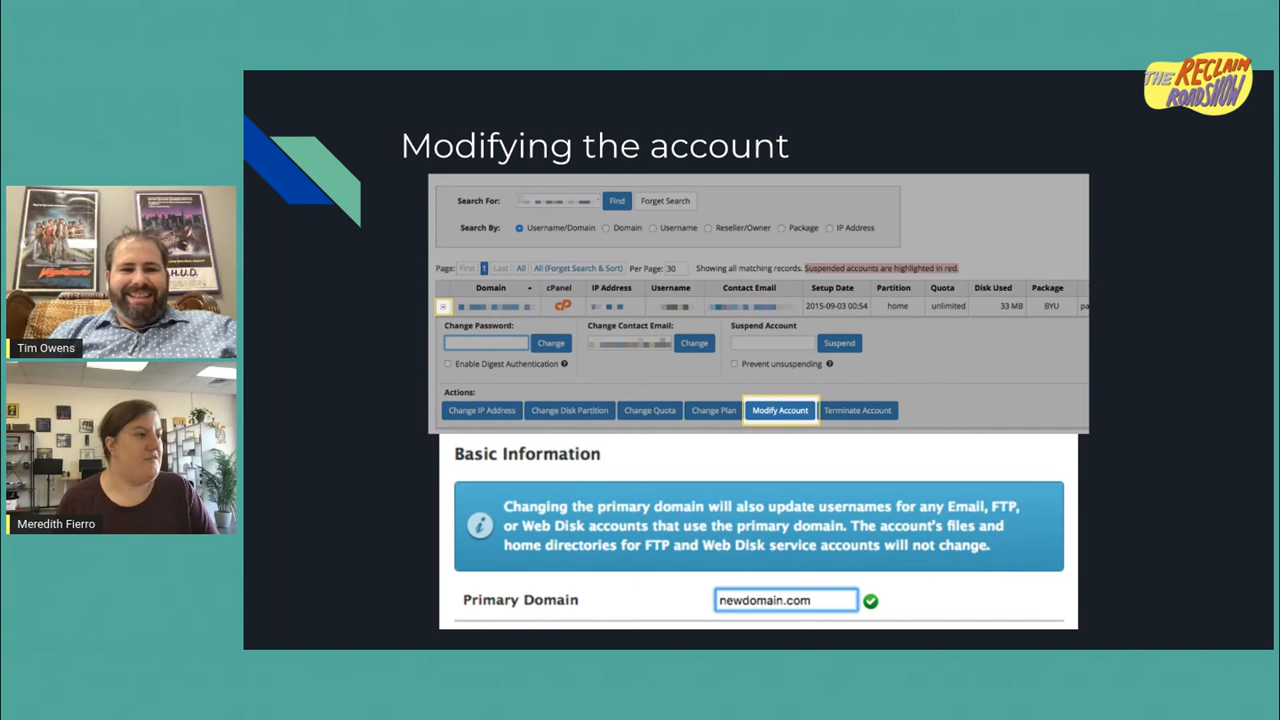 THE RECLAIM
ROADSHOW
Modifying the account
Search For: Find Forget Search
Search By: Username/Domain Domain Username Reseller/Owner Package IP Address
Page: First 1 Last All All (Forget Search & Sort) Per Page: 30 Showing all matching records. Suspended accounts are highlighted in red.
Domain cPanel IP Address Username Contact Email Setup Date Partition Quota Disk Used Package
cP 2015-09-03 00:54 home unlimited 33 MB BYU pa
Change Password: Change Contact Email: Suspend Account
Change Change Suspend
Enable Digest Authentication Prevent unsuspending
Actions:
Change IP Address Change Disk Partition Change Quota Change Plan Modify Account Terminate Account
Basic Information
Changing the primary domain will also update usernames for any Email, FTP,
or Web Disk accounts that use the primary domain. The account's files and
home directories for FTP and Web Disk service accounts will not change.
Primary Domain newdomain.com
C.H.U.D.
Tim Owens
Meredith Fierro